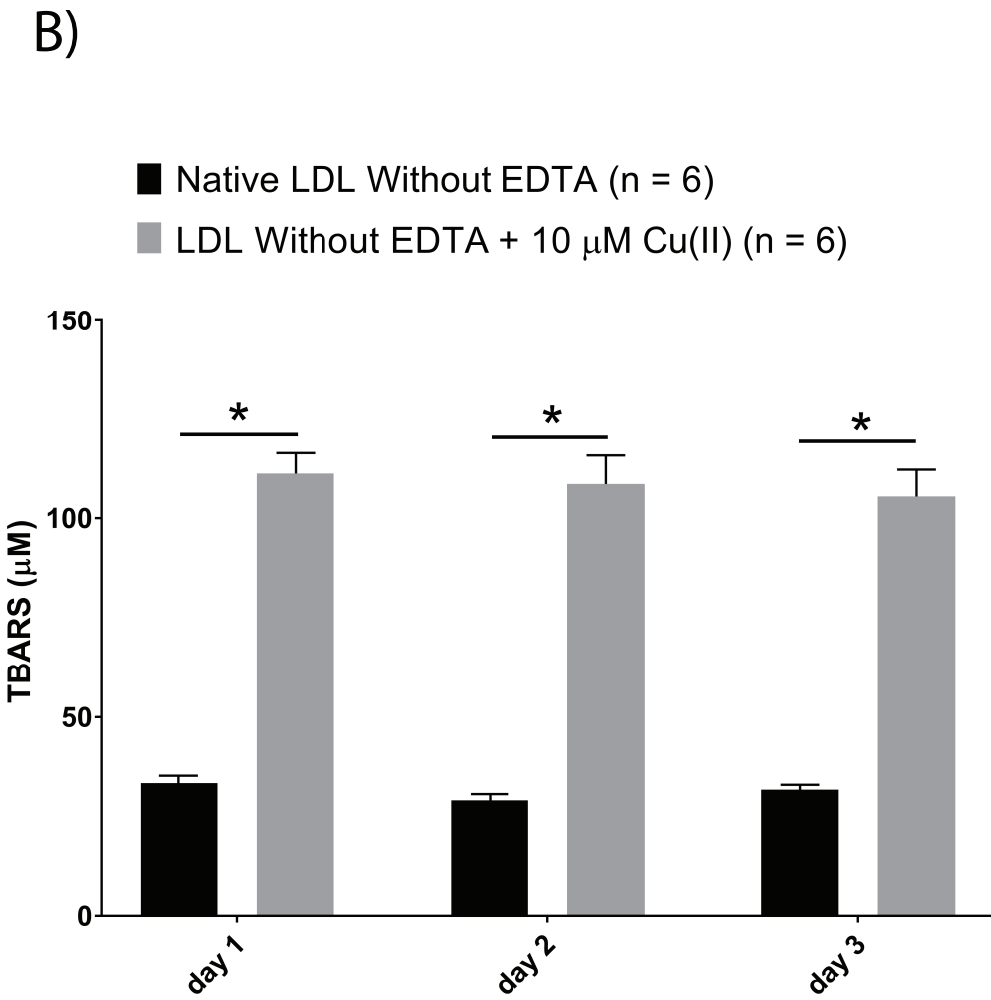 B)
Native LDL Without EDTA (n = 6)
LDL Without EDTA + 10 μM Cu(II) (n = 6)
150
100
50
0
TBARS (μM)
*
*
*
day 1
day 2
day 3